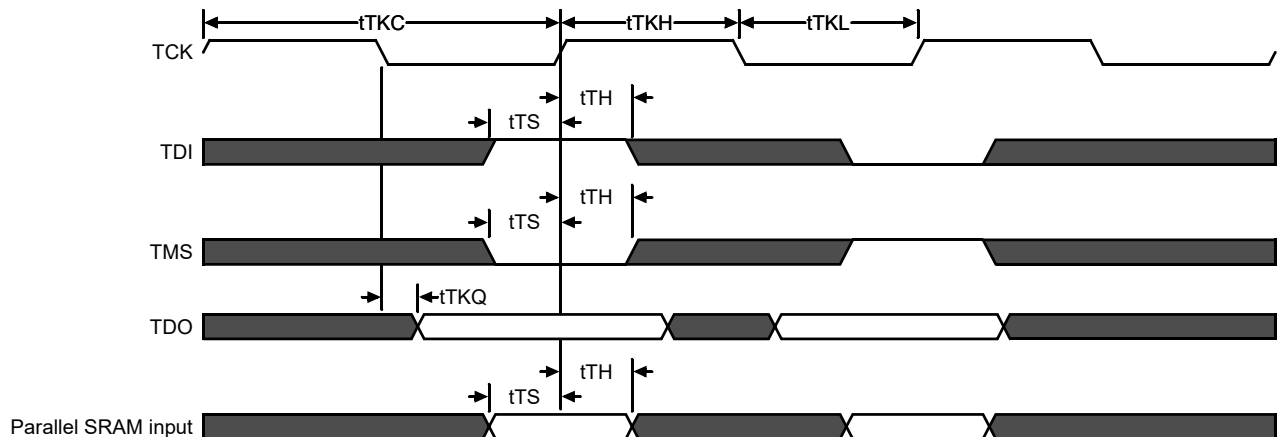 tTKC
tTKH
tTKL
TCK
tTH
tTS
TDI
tTH
tTS
TMS
tTKQ
TDO
tTH
tTS
Parallel SRAM input